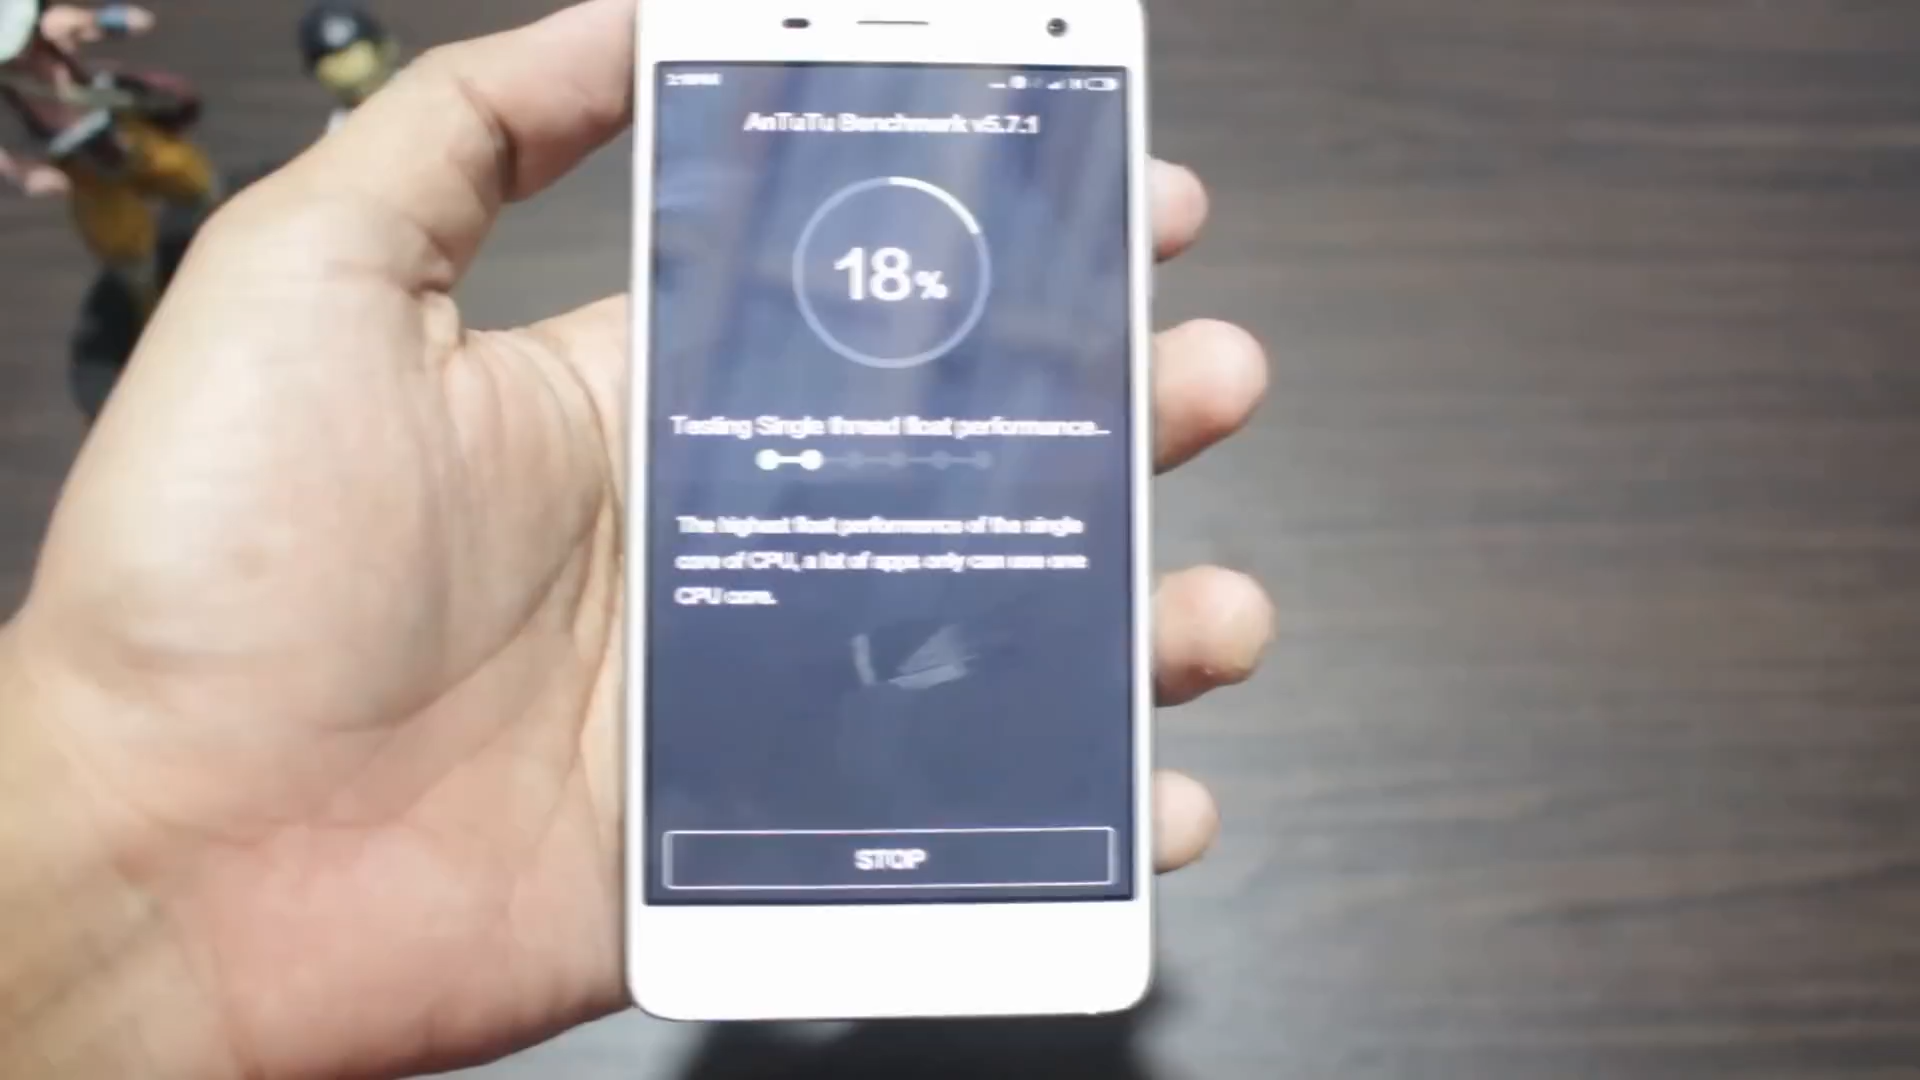 AnTuTu Benchmark v5.7.1
18%
Testing Single thread float performance...
The highest float performance of the single
core of CPU, a lot of apps only can use one
CPU core.
STOP